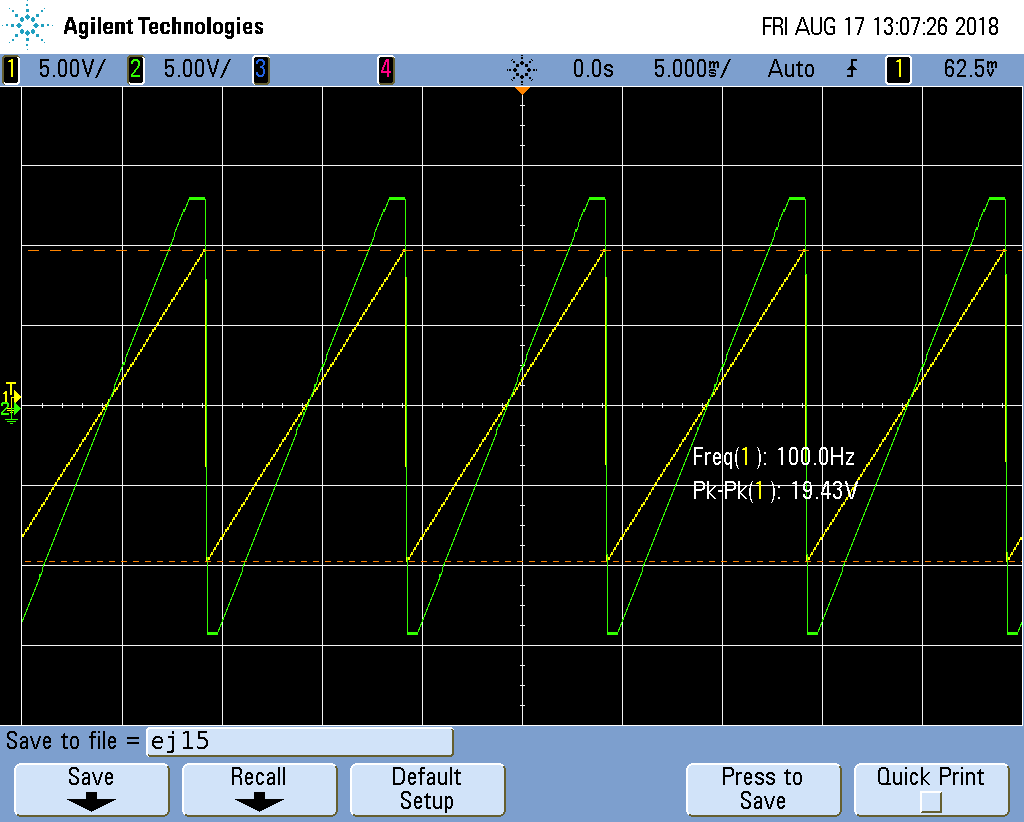 Agilent Technologies FRI AUG 17 13:07:26 2018
1 5.00V/ 2 5.00V/ 3 4 0.0s 5.000ms/ Auto 1 62.5mV
T
1
2
Freq(1): 100.0Hz
Pk-Pk(1): 19.43V
Save to file = ej15
Save Recall Default Setup Press to Save Quick Print